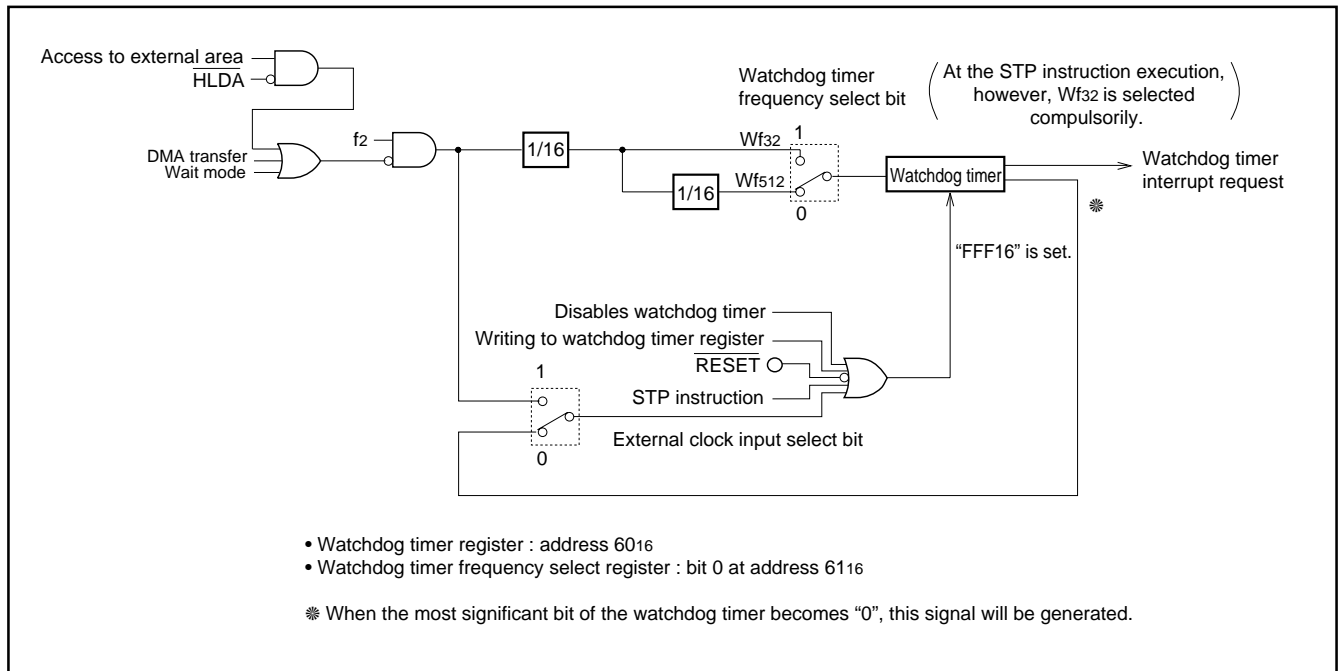 Access to external area
HLDA
DMA transfer
Wait mode
f2
1/16
1/16
Wf32
Wf512
Watchdog timer
frequency select bit
1
0
At the STP instruction execution,
however, Wf32 is selected
compulsorily.
Watchdog timer
Watchdog timer
interrupt request
❋
“FFF16” is set.
Disables watchdog timer
Writing to watchdog timer register
RESET
STP instruction
1
0
External clock input select bit
• Watchdog timer register : address 6016
• Watchdog timer frequency select register : bit 0 at address 6116
❋ When the most significant bit of the watchdog timer becomes “0”, this signal will be generated.